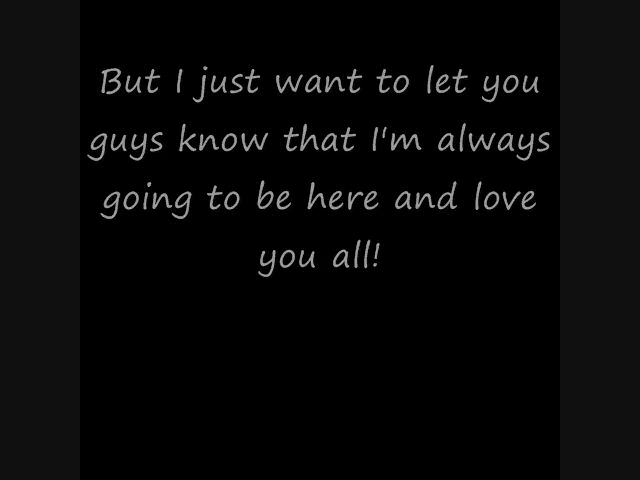 But I just want to let you
guys know that I'm always
going to be here and love
you all!